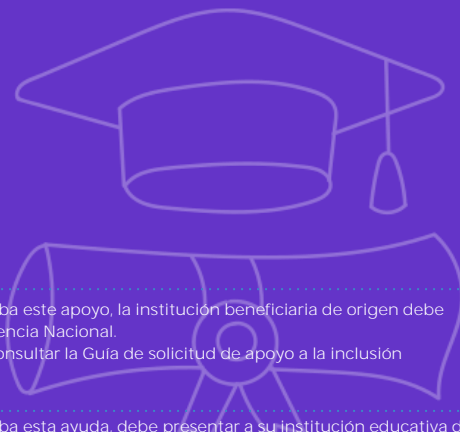 ba este apoyo, la institución beneficiaria de origen debe
encia Nacional.
onsultar la Guía de solicitud de apoyo a la inclusión
ba esta ayuda, debe presentar a su institución educativa